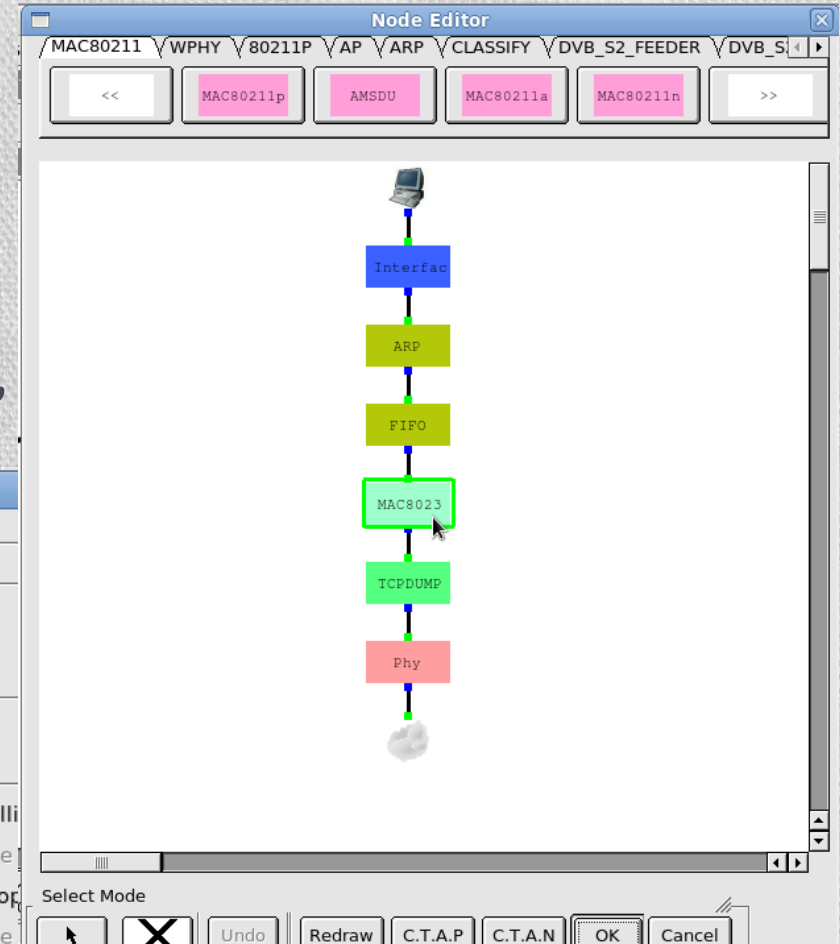 Node Editor
MAC80211 WPHY 80211P AP ARP CLASSIFY DVB_S2_FEEDER DVB_S
<< MAC80211p AMSDU MAC80211a MAC80211n >>
Interfac
ARP
FIFO
MAC8023
TCPDUMP
Phy
Select Mode
Undo Redraw C.T.A.P C.T.A.N OK Cancel